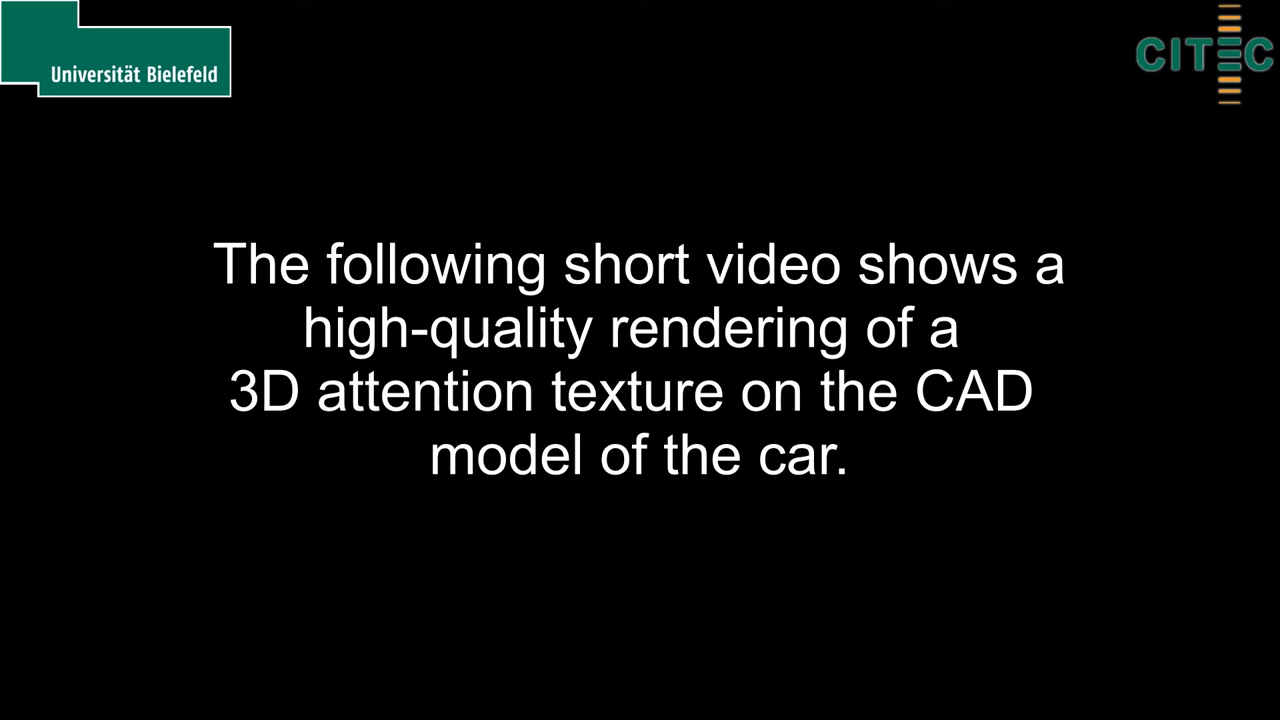 Universität Bielefeld
CITEC
The following short video shows a
high-quality rendering of a
3D attention texture on the CAD
model of the car.